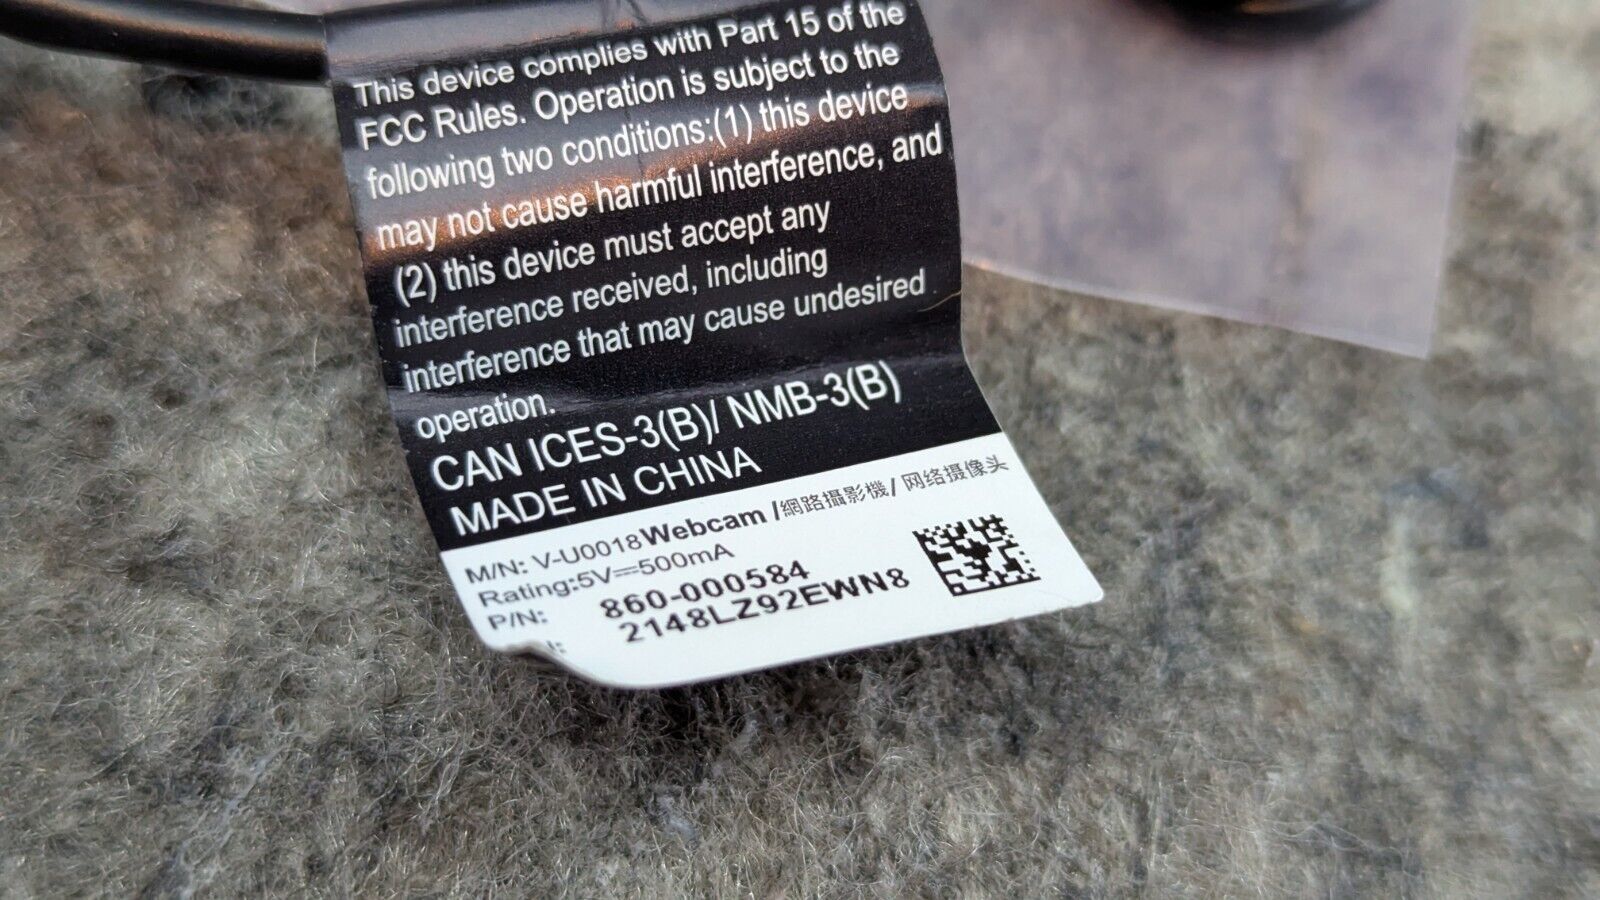 This device complies with Part 15 of the
FCC Rules. Operation is subject to the
following two conditions:(1) this device
may not cause harmful interference, and
(2) this device must accept any
interference received, including
interference that may cause undesired
operation.
CAN ICES-3(B)/ NMB-3(B)
MADE IN CHINA
M/N: V-U0018Webcam /網路攝影機/ 网络摄像头
Rating:5V⎓500mA
P/N: 860-000584
2148LZ92EWN8